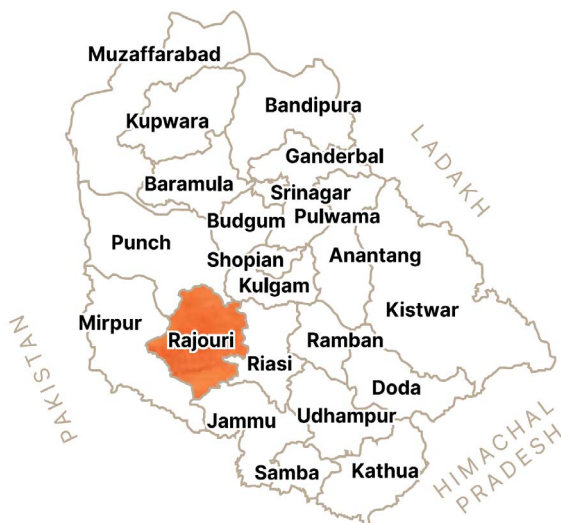 Muzaffarabad
Bandipura
Kupwara
Ganderbal
LADAKH
Baramula
Srinagar
Pulwama
Budgum
Punch
Anantang
Shopian
Kulgam
Kistwar
Mirpur
Rajouri
Ramban
Riasi
PAKISTAN
Doda
Jammu
Udhampur
HIMACHAL
PRADESH
Samba
Kathua